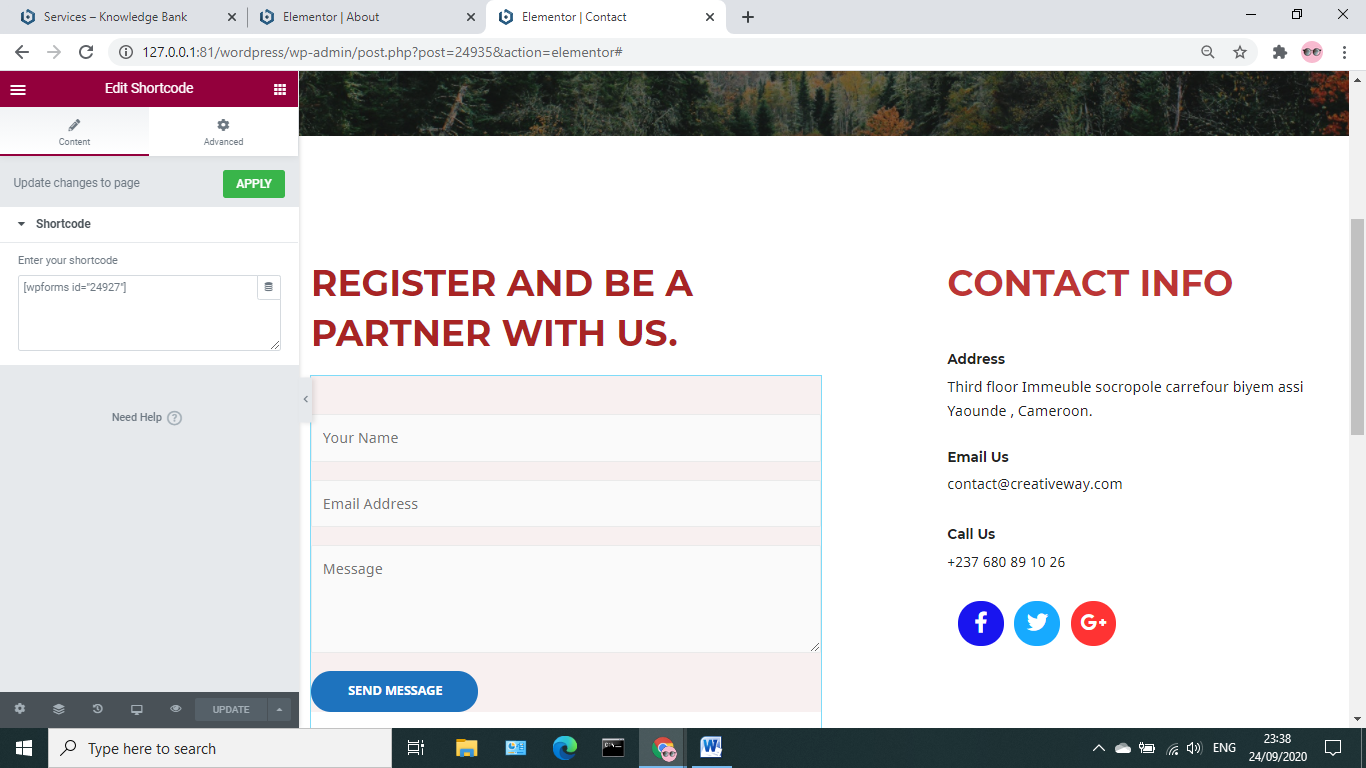 Services – Knowledge Bank
Elementor | About
Elementor | Contact
127.0.0.1:81/wordpress/wp-admin/post.php?post=24935&action=elementor#
Edit Shortcode
Content
Advanced
Update changes to page
APPLY
Shortcode
Enter your shortcode
[wpforms id="24927"]
Need Help
UPDATE
REGISTER AND BE A
PARTNER WITH US.
Your Name
Email Address
Message
SEND MESSAGE
CONTACT INFO
Address
Third floor Immeuble socropole carrefour biyem assi
Yaounde , Cameroon.
Email Us
contact@creativeway.com
Call Us
+237 680 89 10 26
Type here to search
ENG
23:38
24/09/2020